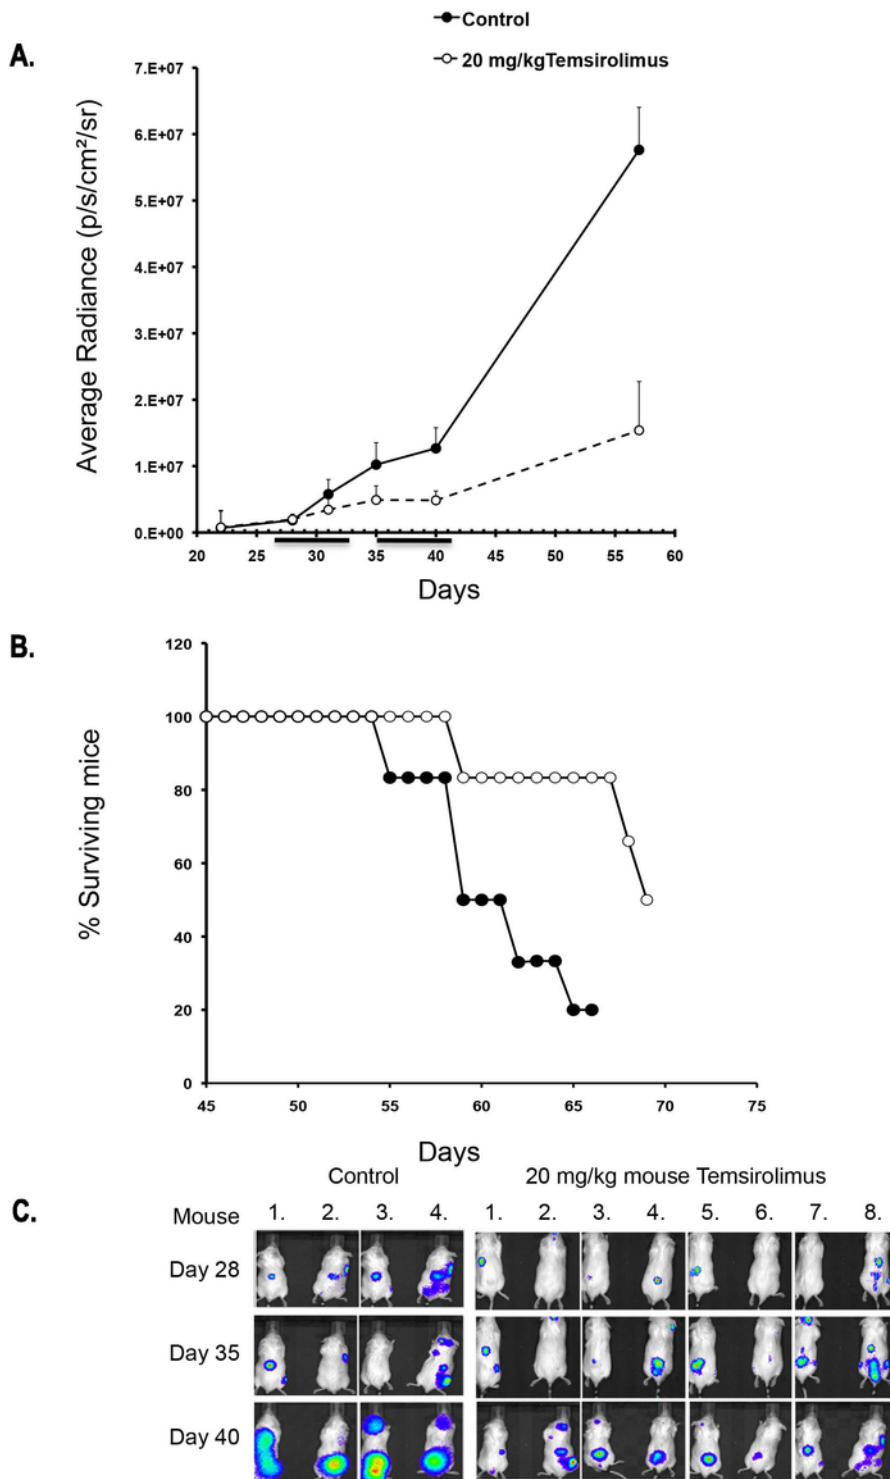 Control
A.
20 mg/kgTemsirolimus
Average Radiance (p/s/cm²/sr)
7.E+07
6.E+07
5.E+07
4.E+07
3.E+07
2.E+07
1.E+07
0.E+00
20 25 30 35 40 45 50 55 60
Days
B.
% Surviving mice
120
100
80
60
40
20
0
45 50 55 60 65 70 75
Days
Control 20 mg/kg mouse Temsirolimus
C.
Mouse 1. 2. 3. 4. 1. 2. 3. 4. 5. 6. 7. 8.
Day 28
Day 35
Day 40